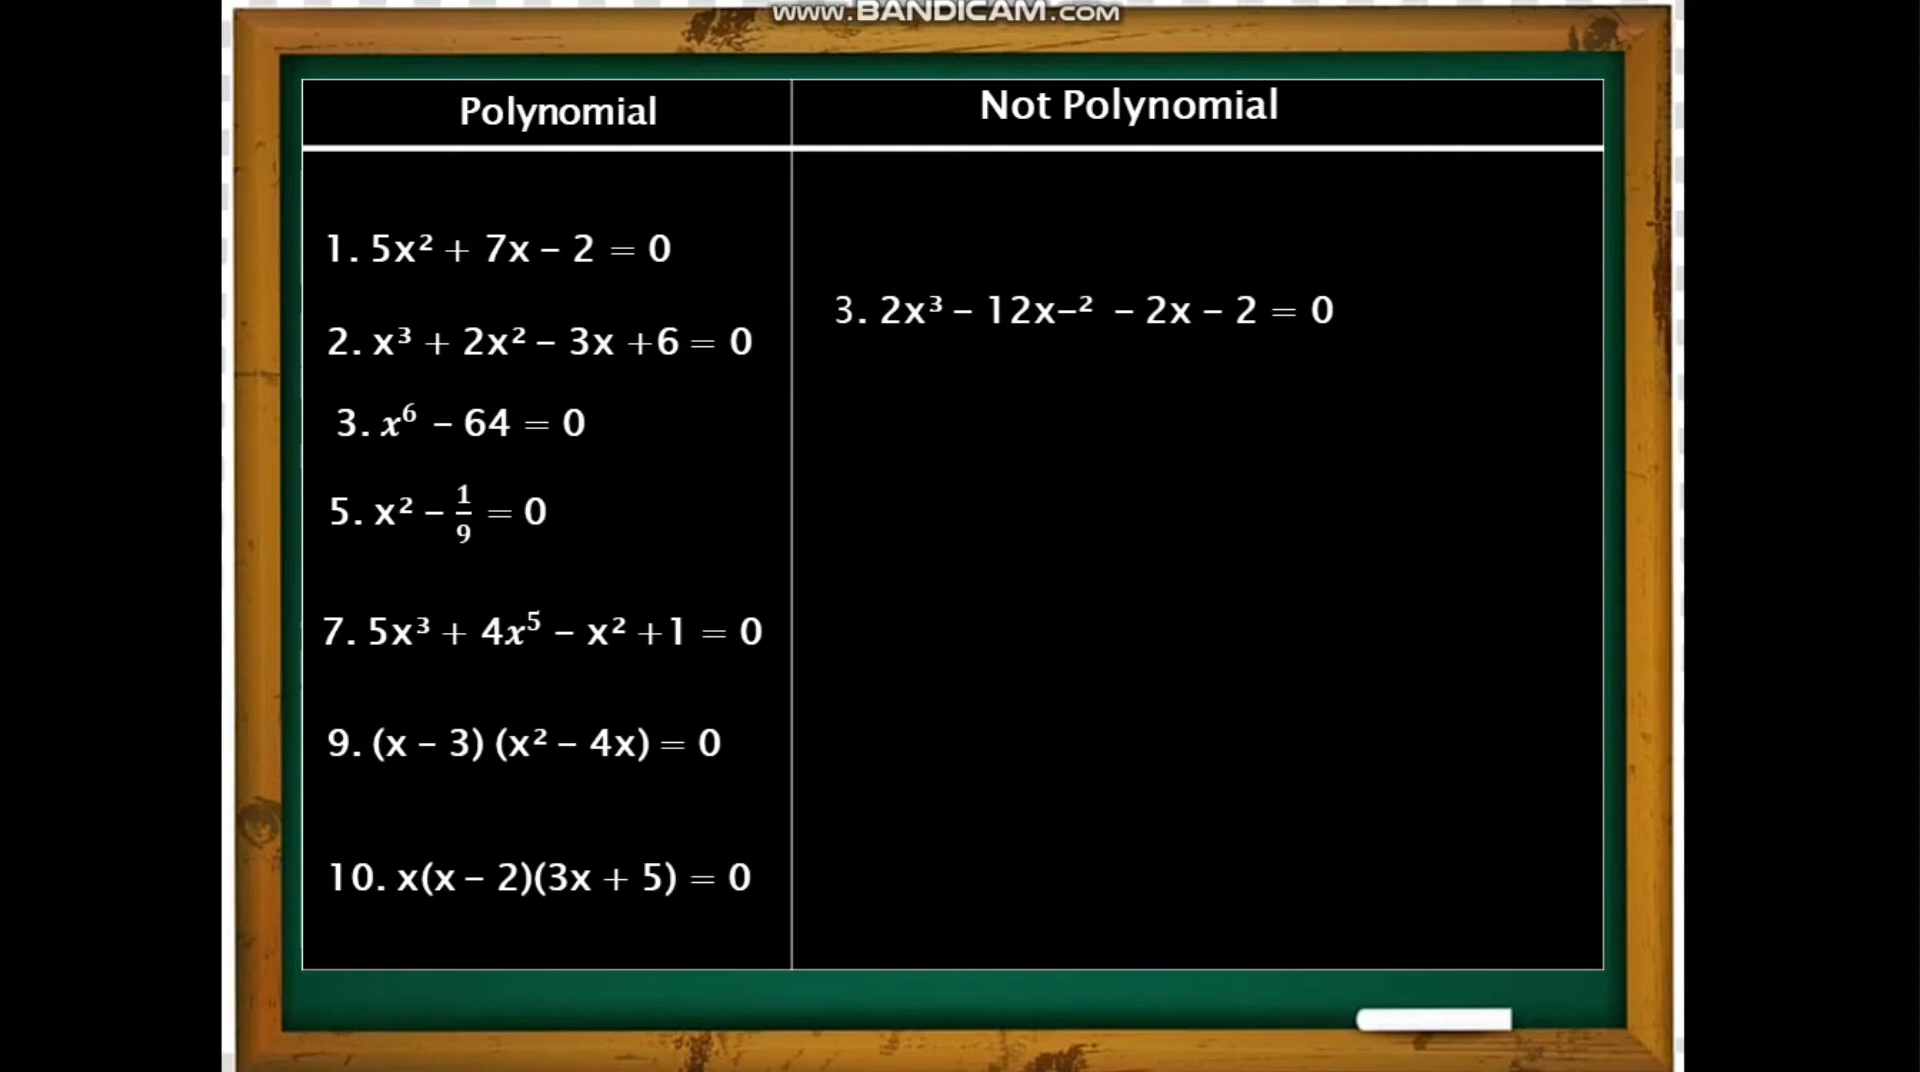 www.BANDICAM.com
Polynomial
Not Polynomial
1. 5x² + 7x – 2 = 0
2. x³ + 2x² – 3x +6 = 0
3. x⁶ – 64 = 0
5. x² – 1/9 = 0
7. 5x³ + 4x⁵ – x² +1 = 0
9. (x – 3) (x² – 4x) = 0
10. x(x – 2)(3x + 5) = 0
3. 2x³ – 12x–² – 2x – 2 = 0